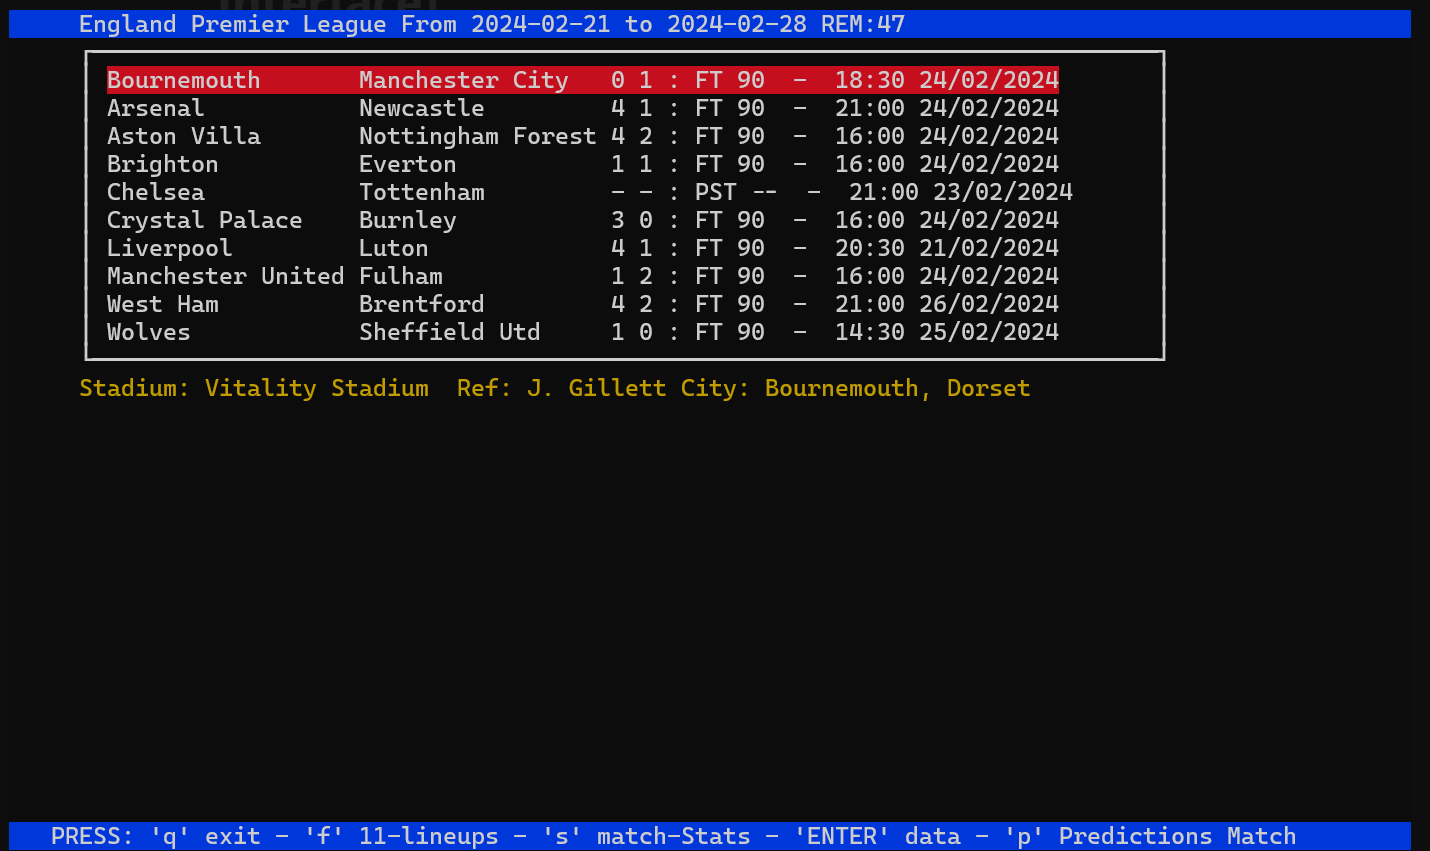 England Premier League From 2024-02-21 to 2024-02-28 REM:47
Bournemouth Manchester City 0 1 : FT 90 - 18:30 24/02/2024
Arsenal Newcastle 4 1 : FT 90 - 21:00 24/02/2024
Aston Villa Nottingham Forest 4 2 : FT 90 - 16:00 24/02/2024
Brighton Everton 1 1 : FT 90 - 16:00 24/02/2024
Chelsea Tottenham - - : PST -- - 21:00 23/02/2024
Crystal Palace Burnley 3 0 : FT 90 - 16:00 24/02/2024
Liverpool Luton 4 1 : FT 90 - 20:30 21/02/2024
Manchester United Fulham 1 2 : FT 90 - 16:00 24/02/2024
West Ham Brentford 4 2 : FT 90 - 21:00 26/02/2024
Wolves Sheffield Utd 1 0 : FT 90 - 14:30 25/02/2024
Stadium: Vitality Stadium Ref: J. Gillett City: Bournemouth, Dorset
PRESS: 'q' exit - 'f' 11-lineups - 's' match-Stats - 'ENTER' data - 'p' Predictions Match